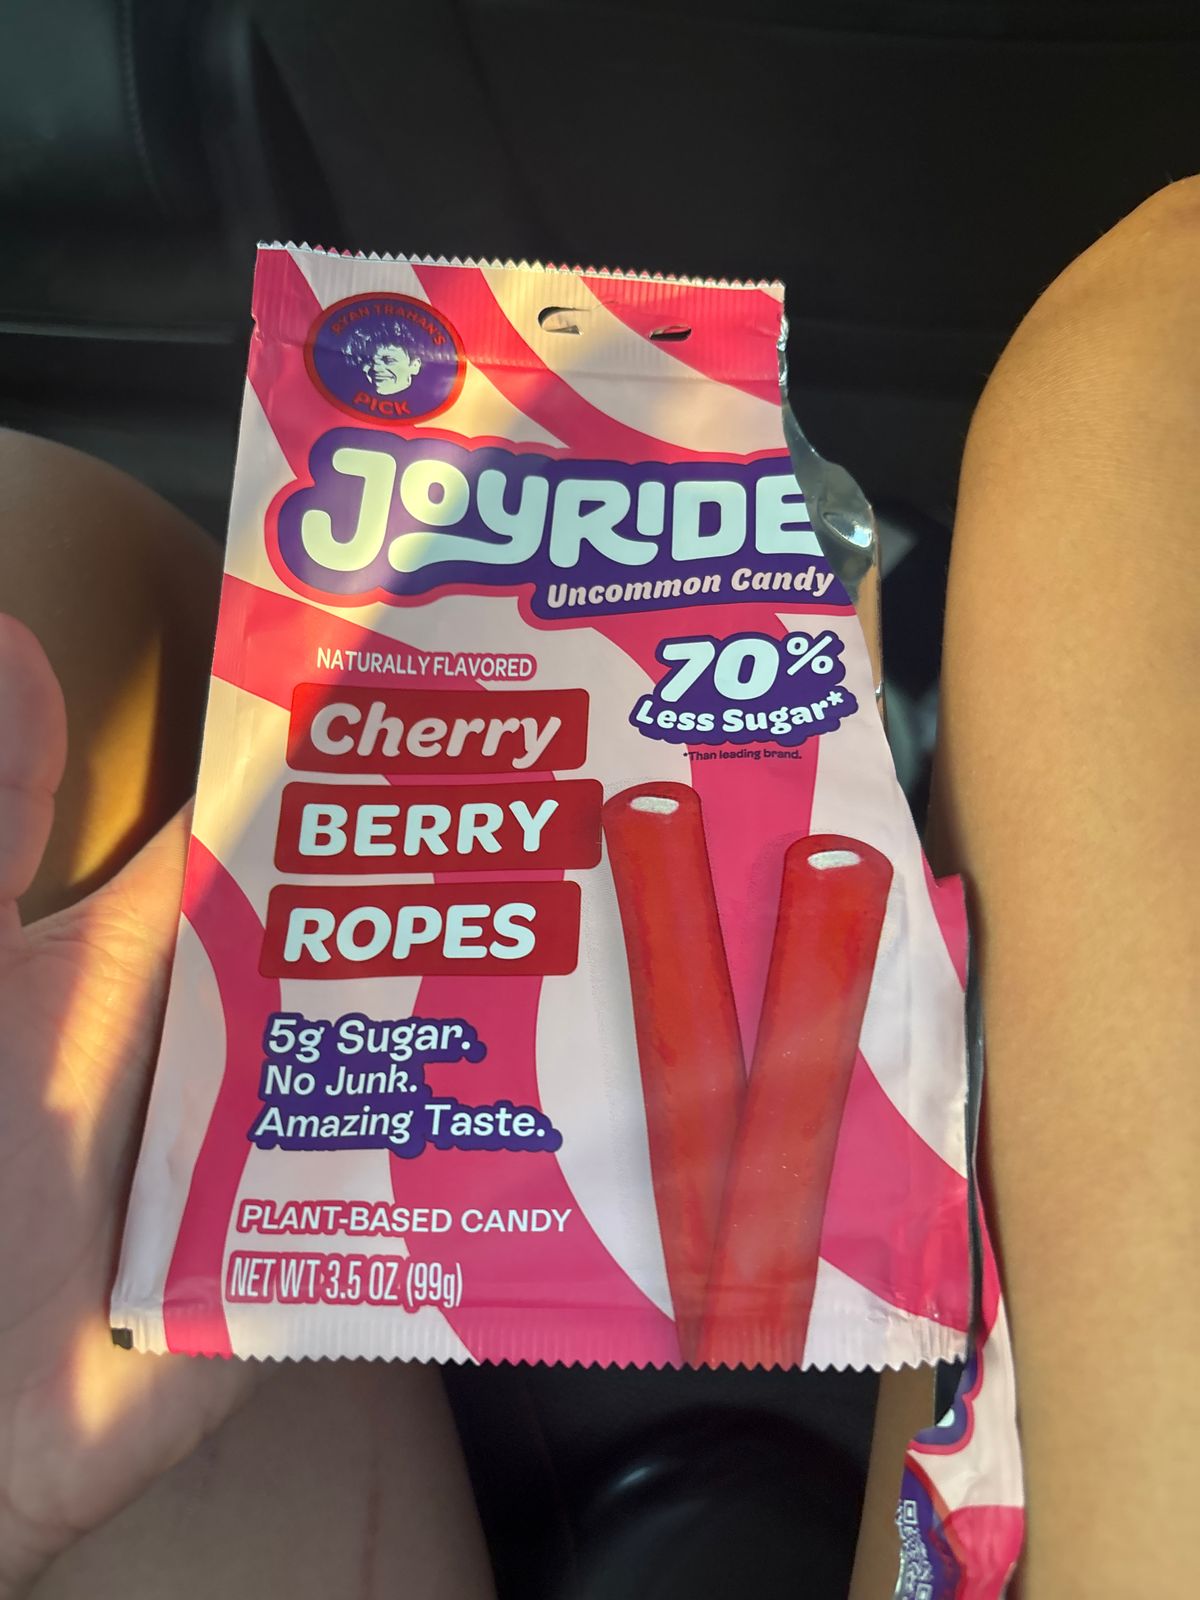 RYAN TRAHAN'S
PICK
JOYRIDE
Uncommon Candy
70%
Less Sugar*
*Than leading brand.
NATURALLY FLAVORED
Cherry
BERRY
ROPES
5g Sugar.
No Junk.
Amazing Taste.
PLANT-BASED CANDY
NET WT 3.5 OZ (99g)